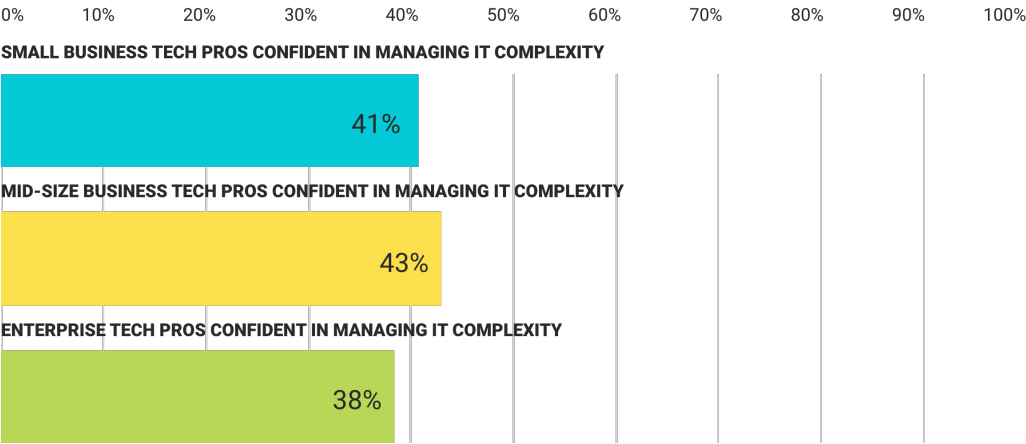 0% 10% 20% 30% 40% 50% 60% 70% 80% 90% 100%
SMALL BUSINESS TECH PROS CONFIDENT IN MANAGING IT COMPLEXITY
41%
MID-SIZE BUSINESS TECH PROS CONFIDENT IN MANAGING IT COMPLEXITY
43%
ENTERPRISE TECH PROS CONFIDENT IN MANAGING IT COMPLEXITY
38%